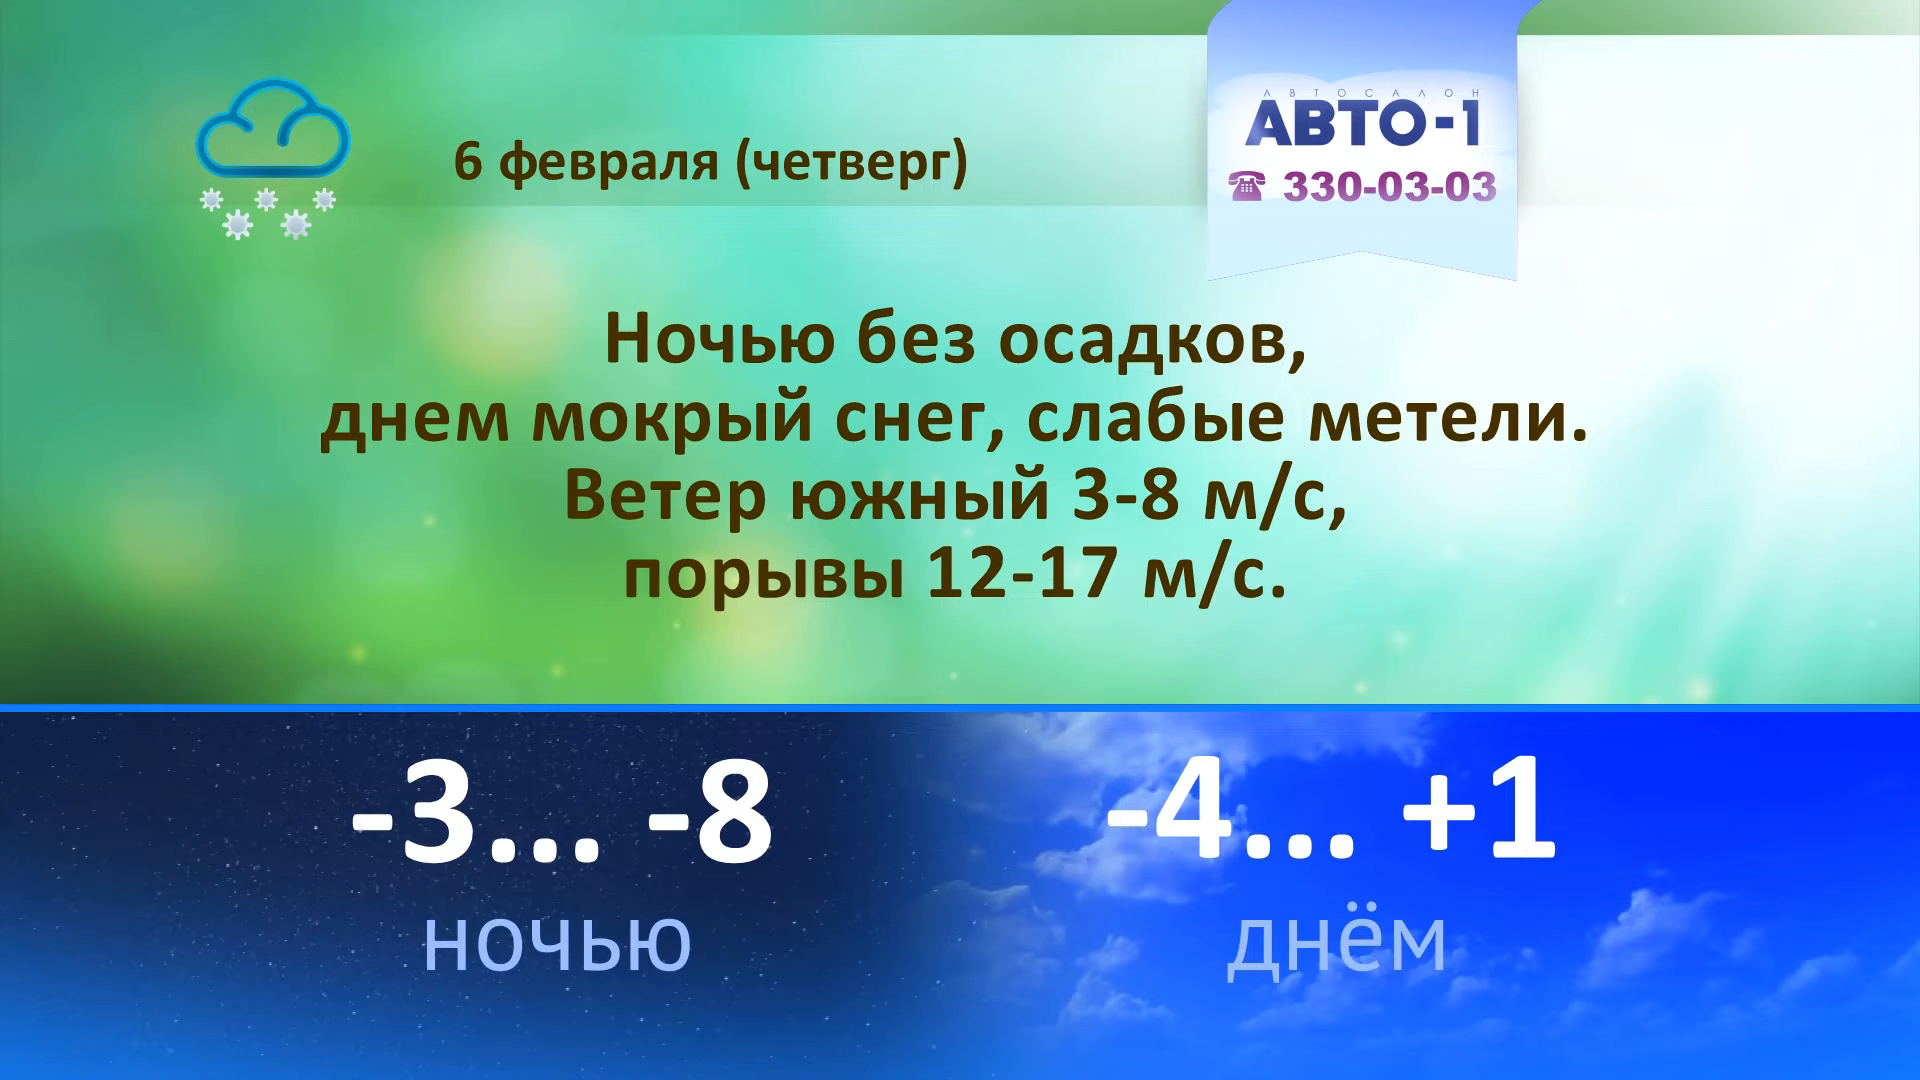 АВТОСАЛОН
АВТО-1
☎ 330-03-03
6 февраля (четверг)
Ночью без осадков,
днем мокрый снег, слабые метели.
Ветер южный 3-8 м/с,
порывы 12-17 м/с.
-3... -8
ночью
-4... +1
днём